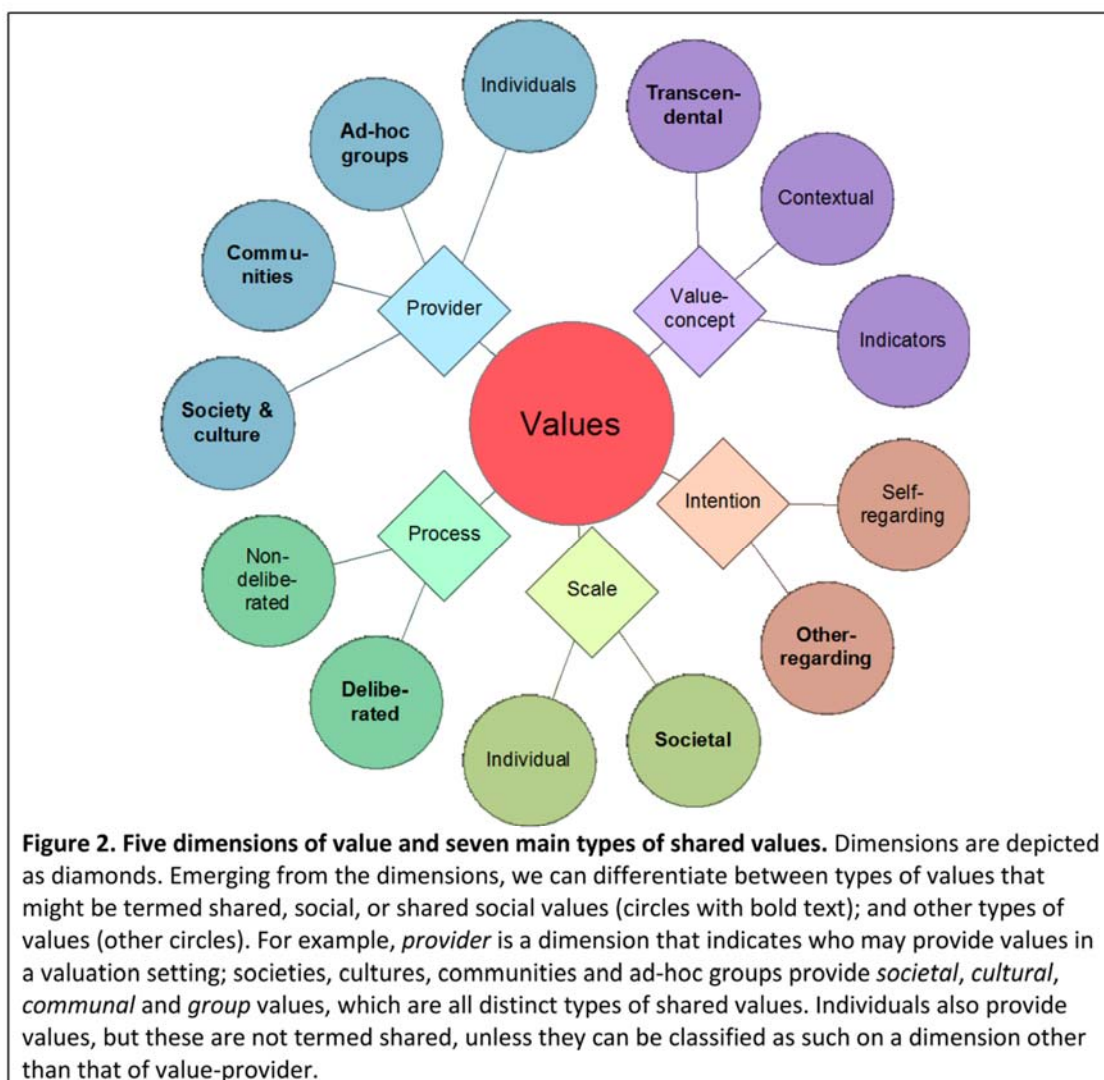 Individuals
Transcen-
dental
Ad-hoc
groups
Contextual
Commu-
nities
Provider
Value-
concept
Indicators
Society &
culture
Values
Self-
regarding
Intention
Process
Non-
delibe-
rated
Scale
Other-
regarding
Delibe-
rated
Individual
Societal
Figure 2. Five dimensions of value and seven main types of shared values. Dimensions are depicted
as diamonds. Emerging from the dimensions, we can differentiate between types of values that
might be termed shared, social, or shared social values (circles with bold text); and other types of
values (other circles). For example, provider is a dimension that indicates who may provide values in
a valuation setting; societies, cultures, communities and ad-hoc groups provide societal, cultural,
communal and group values, which are all distinct types of shared values. Individuals also provide
values, but these are not termed shared, unless they can be classified as such on a dimension other
than that of value-provider.